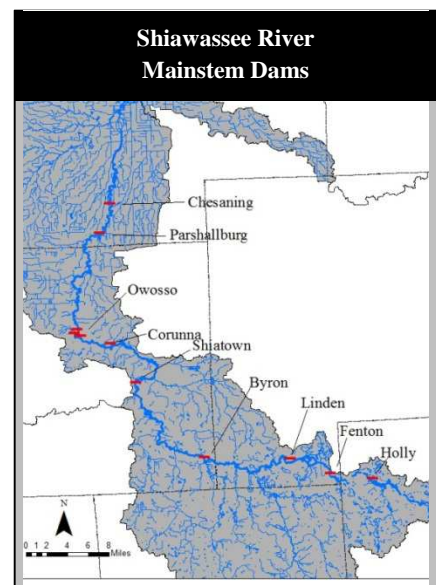 Shiawassee River
Mainstem Dams
Chesaning
Parshallburg
Owosso
Corunna
Shiatown
Byron
Linden
Fenton
Holly
N
0 1 2 4 6 8
Miles